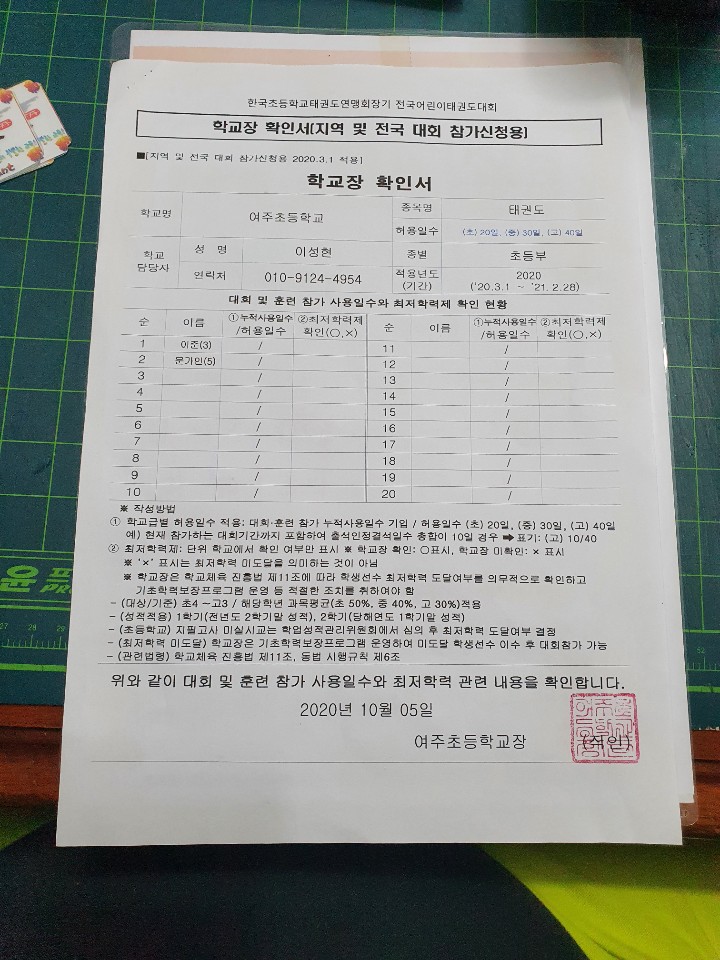 한국초등학교태권도연맹회장기 전국어린이태권도대회
학교장 확인서(지역 및 전국 대회 참가신청용)
■[지역 및 전국 대회 참가신청용 2020.3.1 적용]
학교장 확인서
학교명 여주초등학교 종목명 태권도
허용일수 (초) 20일, (중) 30일, (고) 40일
학교 담당사 성 명 이성현 종별 초등부
연락처 010-9124-4954 적용년도 (기간) 2020 ('20.3.1 ~ '21.2.28)
대회 및 훈련 참가 사용일수와 최저학력제 확인 현황
순 이름 ①누적사용일수 /허용일수 ②최저학력제 확인(○,×) 순 이름 ①누적사용일수 /허용일수 ②최저학력제 확인(○,×)
1 이준(3) / 11 /
2 문가인(5) / 12 /
3 / 13 /
4 / 14 /
5 / 15 /
6 / 16 /
7 / 17 /
8 / 18 /
9 / 19 /
10 / 20 /
※ 작성방법
① 학교급별 허용일수 적용: 대회·훈련 참가 누적사용일수 기입 / 허용일수 (초) 20일, (중) 30일, (고) 40일
예) 현재 참가하는 대회기간까지 포함하여 출석인정결석일수 총합이 10일 경우 ➡ 표기: (고) 10/40
② 최저학력제: 단위 학교에서 확인 여부만 표시 ※ 학교장 확인: ○표시, 학교장 미확인: × 표시
※ '×' 표시는 최저학력 미도달을 의미하는 것이 아님
※ 학교장은 학교체육 진흥법 제11조에 따라 학생선수 최저학력 도달여부를 의무적으로 확인하고
기초학력보장프로그램 운영 등 적절한 조치를 취하여야 함
- (대상/기준) 초4 ~고3 / 해당학년 과목평균(초 50%, 중 40%, 고 30%)적용
- (성적적용) 1학기(전년도 2학기말 성적), 2학기(당해연도 1학기말 성적)
- (초등학교) 지필고사 미실시교는 학업성적관리위원회에서 심의 후 최저학력 도달여부 결정
- (최저학력 미도달) 학교장은 기초학력보장프로그램 운영하여 미도달 학생선수 이수 후 대회참가 가능
- (관련법령) 학교체육 진흥법 제11조, 동법 시행규칙 제6조
위와 같이 대회 및 훈련 참가 사용일수와 최저학력 관련 내용을 확인합니다.
2020년 10월 05일
여주초등학교장 (직인)
윤
27 28 29